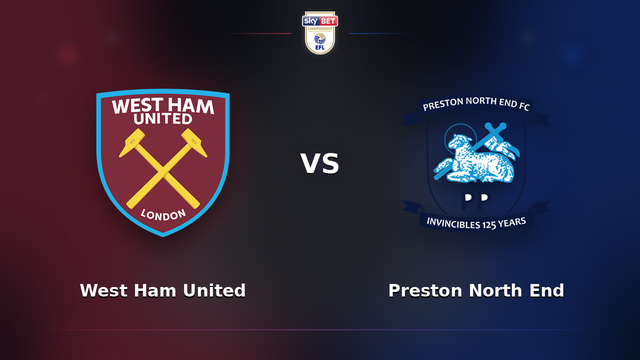 sky BET
CHAMPIONSHIP
EFL
WEST HAM
UNITED
LONDON
VS
PRESTON NORTH END FC
P P
INVINCIBLES 125 YEARS
West Ham United
Preston North End